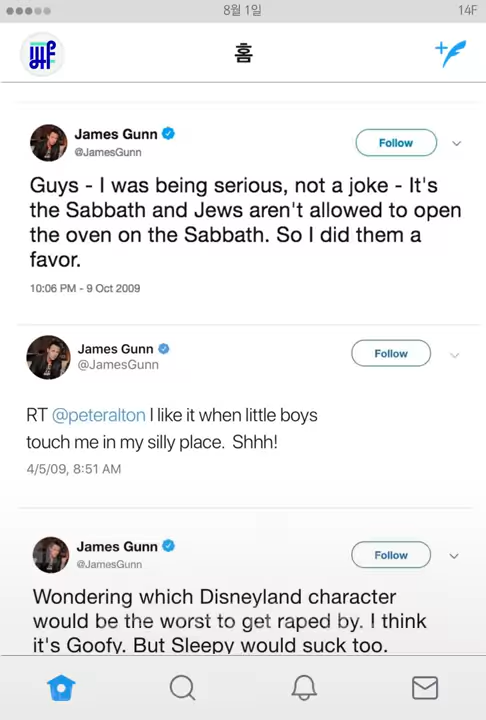 8월 1일 14F
홈
James Gunn
@JamesGunn
Follow
Guys - I was being serious, not a joke - It's
the Sabbath and Jews aren't allowed to open
the oven on the Sabbath. So I did them a
favor.
10:06 PM - 9 Oct 2009
James Gunn
@JamesGunn
Follow
RT @peteralton I like it when little boys
touch me in my silly place. Shhh!
4/5/09, 8:51 AM
James Gunn
@JamesGunn
Follow
Wondering which Disneyland character
would be the worst to get raped by. I think
it's Goofy. But Sleepy would suck too.